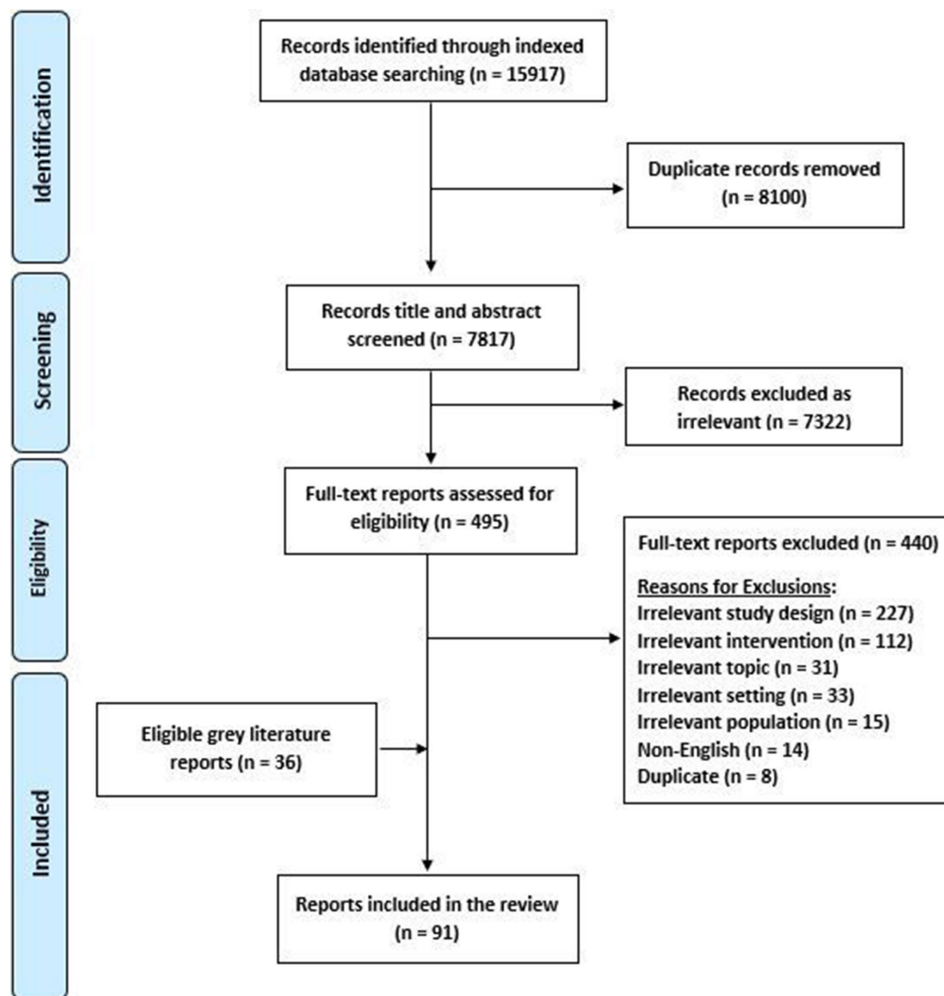 Identification
Records identified through indexed
database searching (n = 15917)
Duplicate records removed
(n = 8100)
Screening
Records title and abstract
screened (n = 7817)
Records excluded as
irrelevant (n = 7322)
Eligibility
Full-text reports assessed for
eligibility (n = 495)
Full-text reports excluded (n = 440)
Reasons for Exclusions:
Irrelevant study design (n = 227)
Irrelevant intervention (n = 112)
Irrelevant topic (n = 31)
Irrelevant setting (n = 33)
Irrelevant population (n = 15)
Non-English (n = 14)
Duplicate (n = 8)
Included
Eligible grey literature
reports (n = 36)
Reports included in the review
(n = 91)